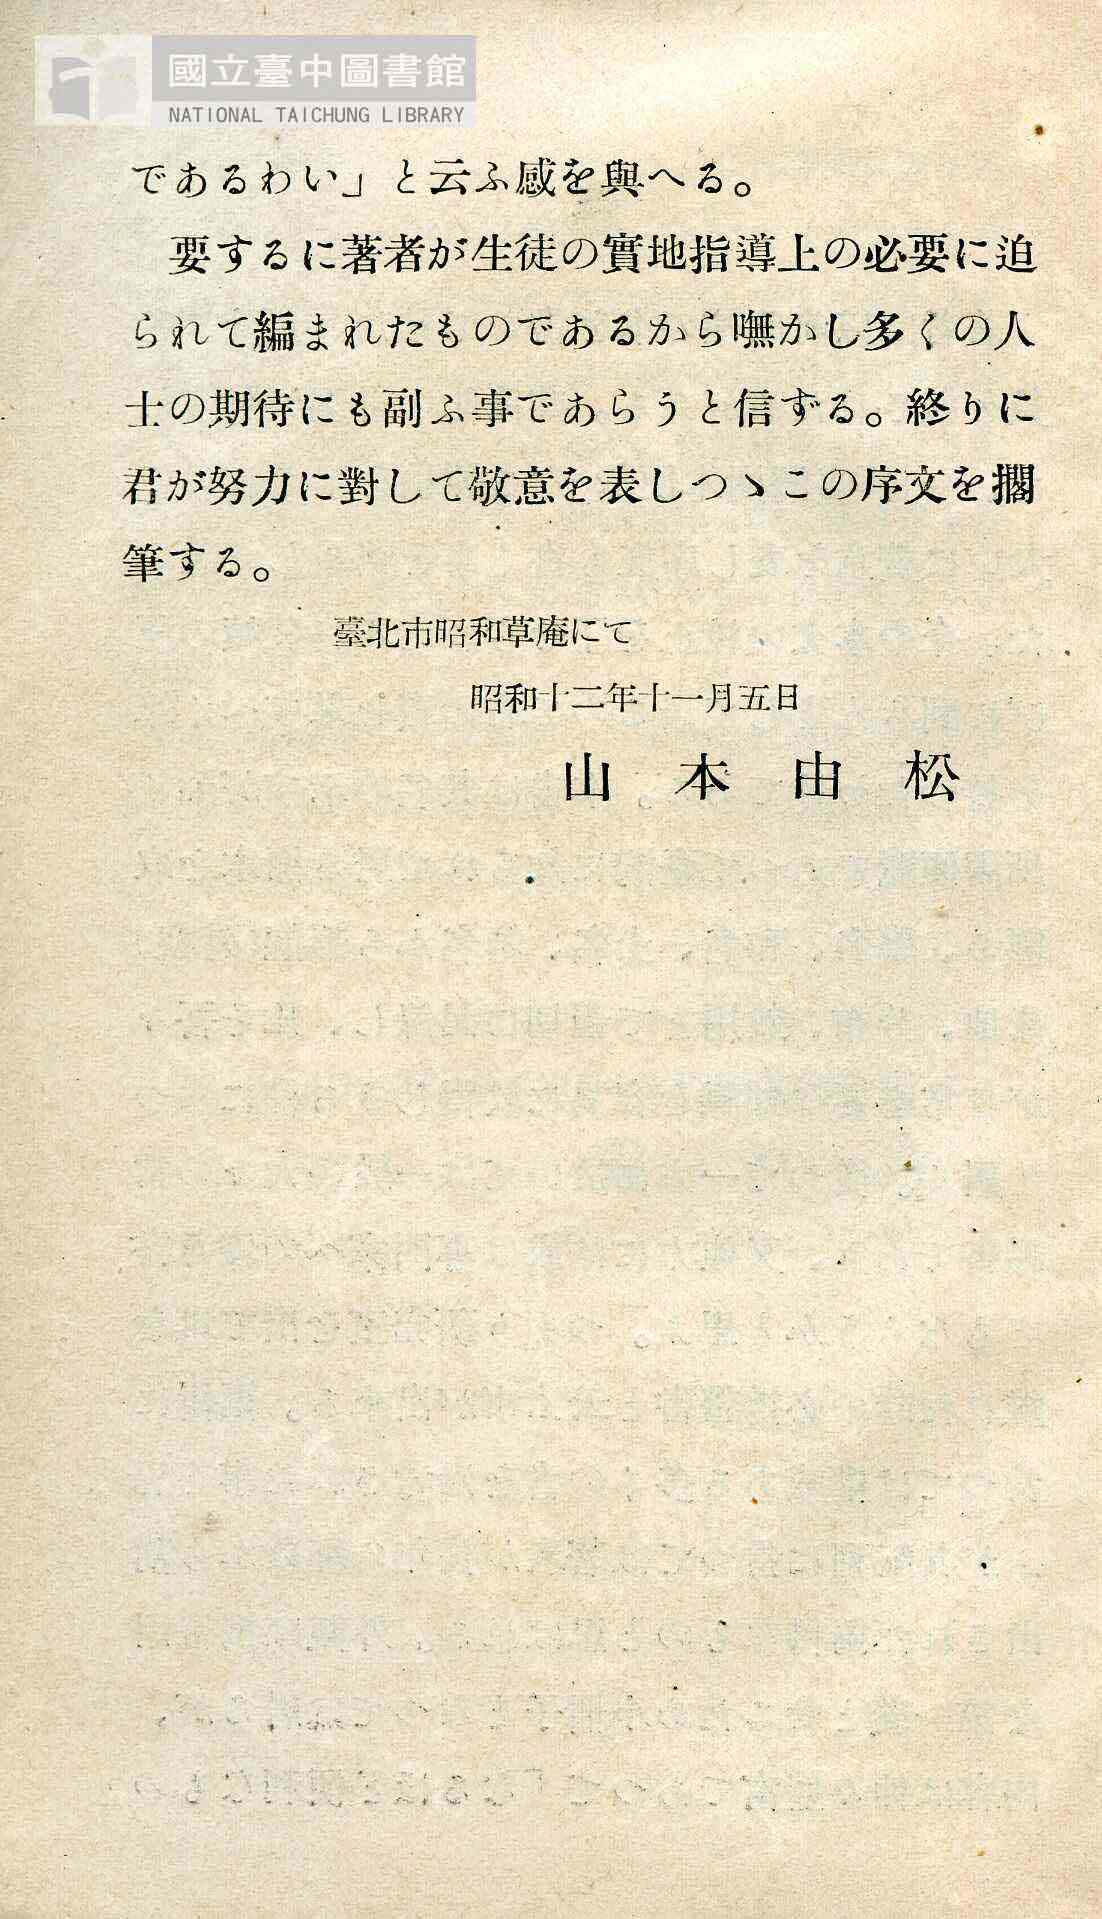 國立臺中圖書館
NATIONAL TAICHUNG LIBRARY
であるわい」と云ふ感を與へる。
要するに著者が生徒の實地指導上の必要に迫
られて編まれたものであるから嘸かし多くの人
士の期待にも副ふ事であらうと信ずる。終りに
君が努力に對して敬意を表しつゝこの序文を擱
筆する。
臺北市昭和草庵にて
昭和十二年十一月五日
山本由松